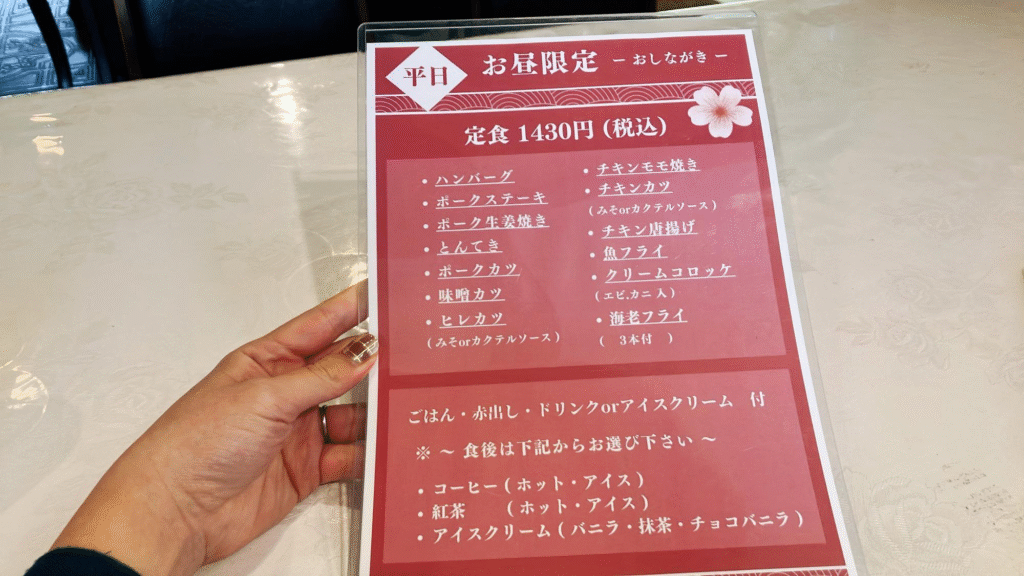 平日
お昼限定 ー おしながき ー
定食 1430円 (税込)
・ハンバーグ
・ポークステーキ
・ポーク生姜焼き
・とんてき
・ポークカツ
・味噌カツ
・ヒレカツ
(みそorカクテルソース)
・チキンモモ焼き
・チキンカツ
(みそorカクテルソース)
・チキン唐揚げ
・魚フライ
・クリームコロッケ
(エビ,カニ入)
・海老フライ
( 3本付 )
ごはん・赤出し・ドリンクorアイスクリーム 付
※ 〜 食後は下記からお選び下さい 〜
・コーヒー(ホット・アイス)
・紅茶 (ホット・アイス)
・アイスクリーム(バニラ・抹茶・チョコバニラ)